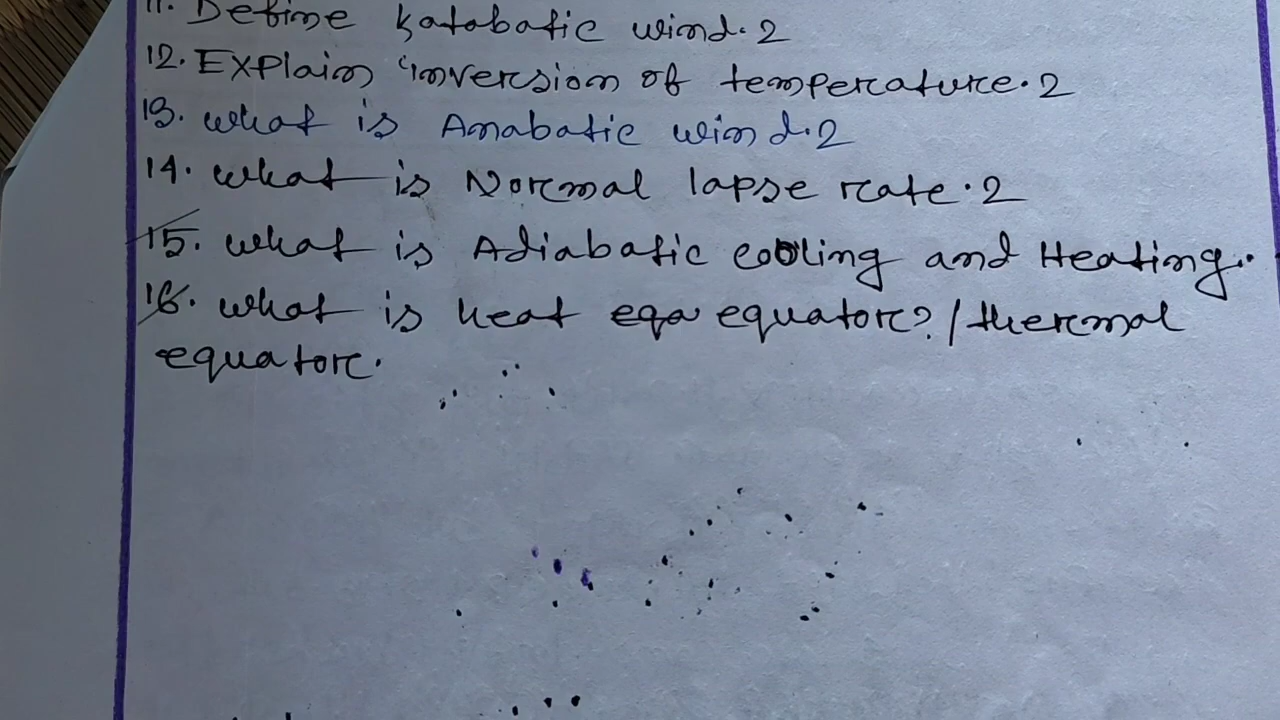 11. Define katabatic wind. 2
12. Explain inversion of temperature. 2
13. what is Anabatic wind. 2
14. what is Normal lapse rate. 2
15. what is Adiabatic cooling and Heating.
16. what is heat eqa equator? / thermal
equator.